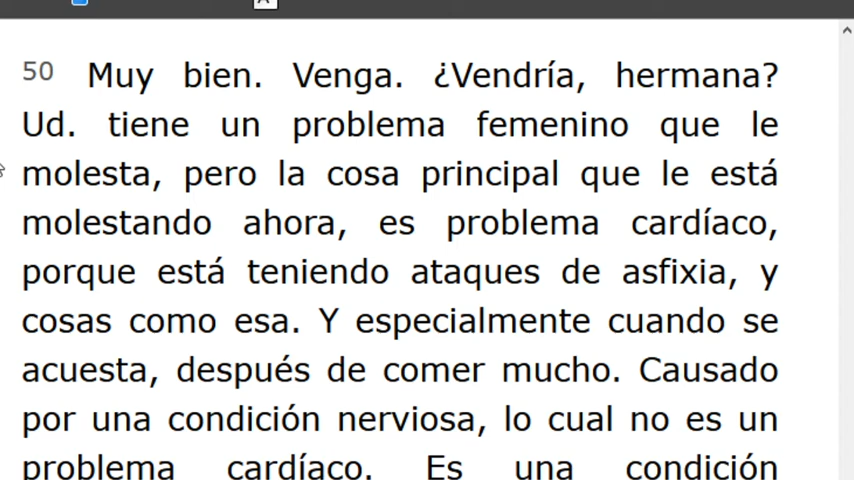 50 Muy bien. Venga. ¿Vendría, hermana?
Ud. tiene un problema femenino que le
molesta, pero la cosa principal que le está
molestando ahora, es problema cardíaco,
porque está teniendo ataques de asfixia, y
cosas como esa. Y especialmente cuando se
acuesta, después de comer mucho. Causado
por una condición nerviosa, lo cual no es un
problema cardíaco. Es una condición